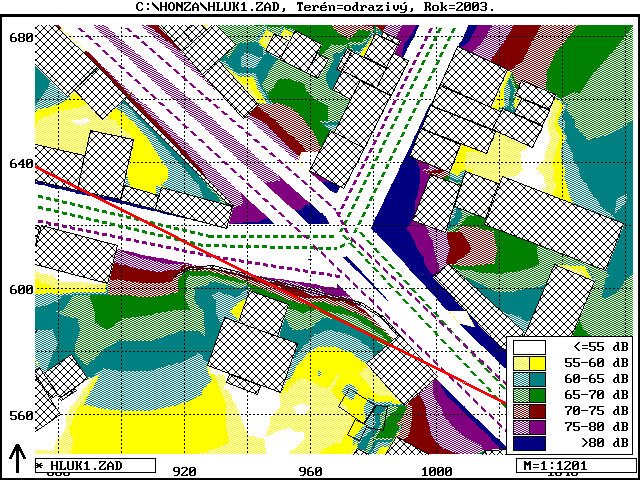 C:\HONZA\HLUK1.ZAD, Terén=odrazivý, Rok=2003.
680
640
600
560
<=55 dB
55-60 dB
60-65 dB
65-70 dB
70-75 dB
75-80 dB
>80 dB
* HLUK1.ZAD
920
960
1000
M=1:1201